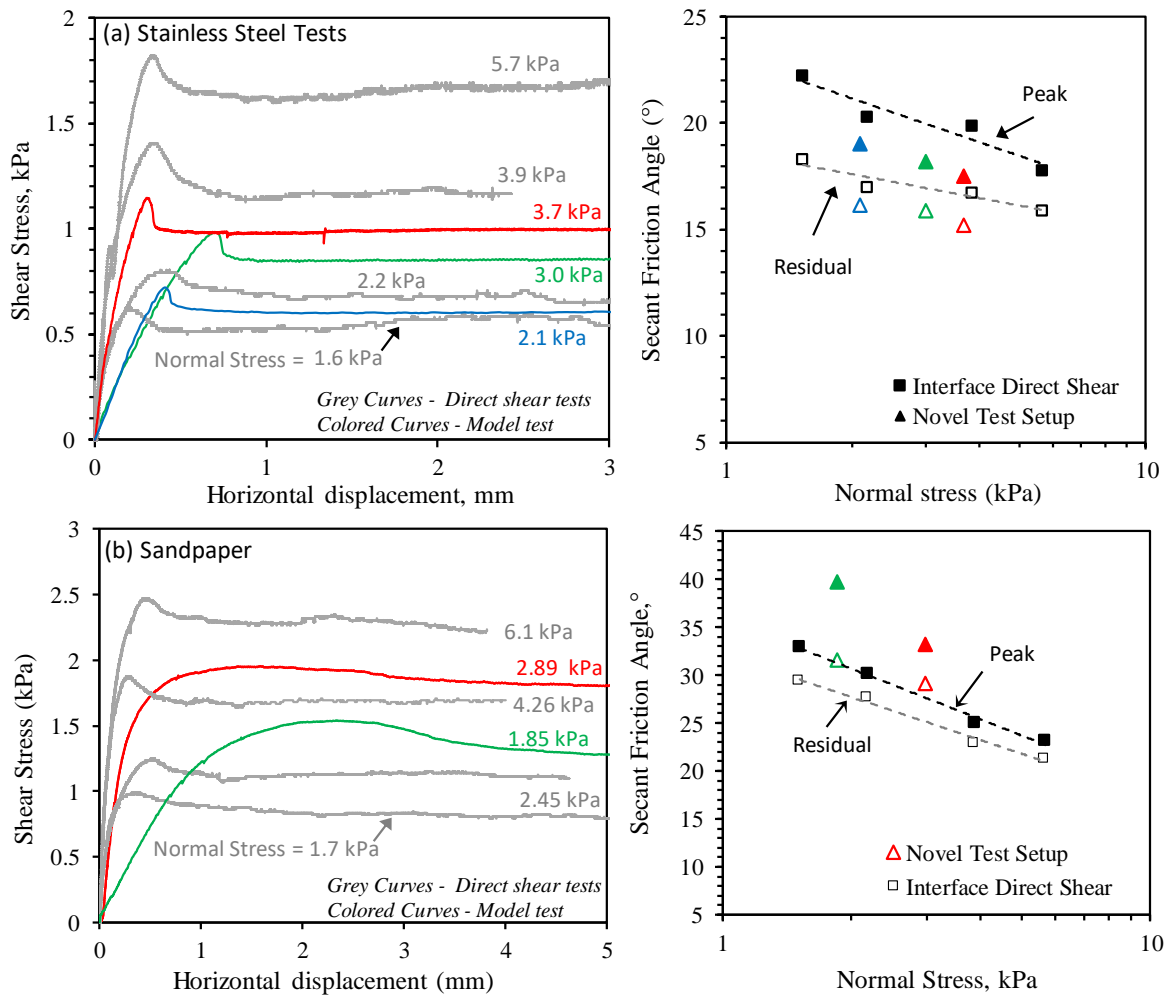 (a) Stainless Steel Tests
2
1.5
1
0.5
0
Shear Stress, kPa
5.7 kPa
3.9 kPa
3.7 kPa
3.0 kPa
2.2 kPa
2.1 kPa
Normal Stress = 1.6 kPa
Grey Curves - Direct shear tests
Colored Curves - Model test
0 1 2 3
Horizontal displacement, mm
25
20
15
10
5
Secant Friction Angle (°)
Peak
Residual
Interface Direct Shear
Novel Test Setup
1 10
Normal stress (kPa)
(b) Sandpaper
3
2.5
2
1.5
1
0.5
0
Shear Stress (kPa)
6.1 kPa
2.89 kPa
4.26 kPa
1.85 kPa
2.45 kPa
Normal Stress = 1.7 kPa
Grey Curves - Direct shear tests
Colored Curves - Model test
0 1 2 3 4 5
Horizontal displacement (mm)
45
40
35
30
25
20
15
10
5
Secant Friction Angle,°
Peak
Residual
Novel Test Setup
Interface Direct Shear
1 10
Normal Stress, kPa